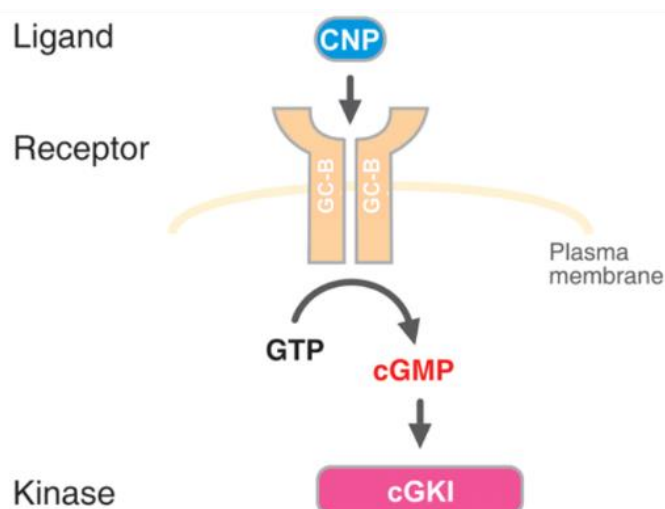 Ligand
CNP
Receptor
GC-B
GC-B
Plasma
membrane
GTP
cGMP
Kinase
cGKI